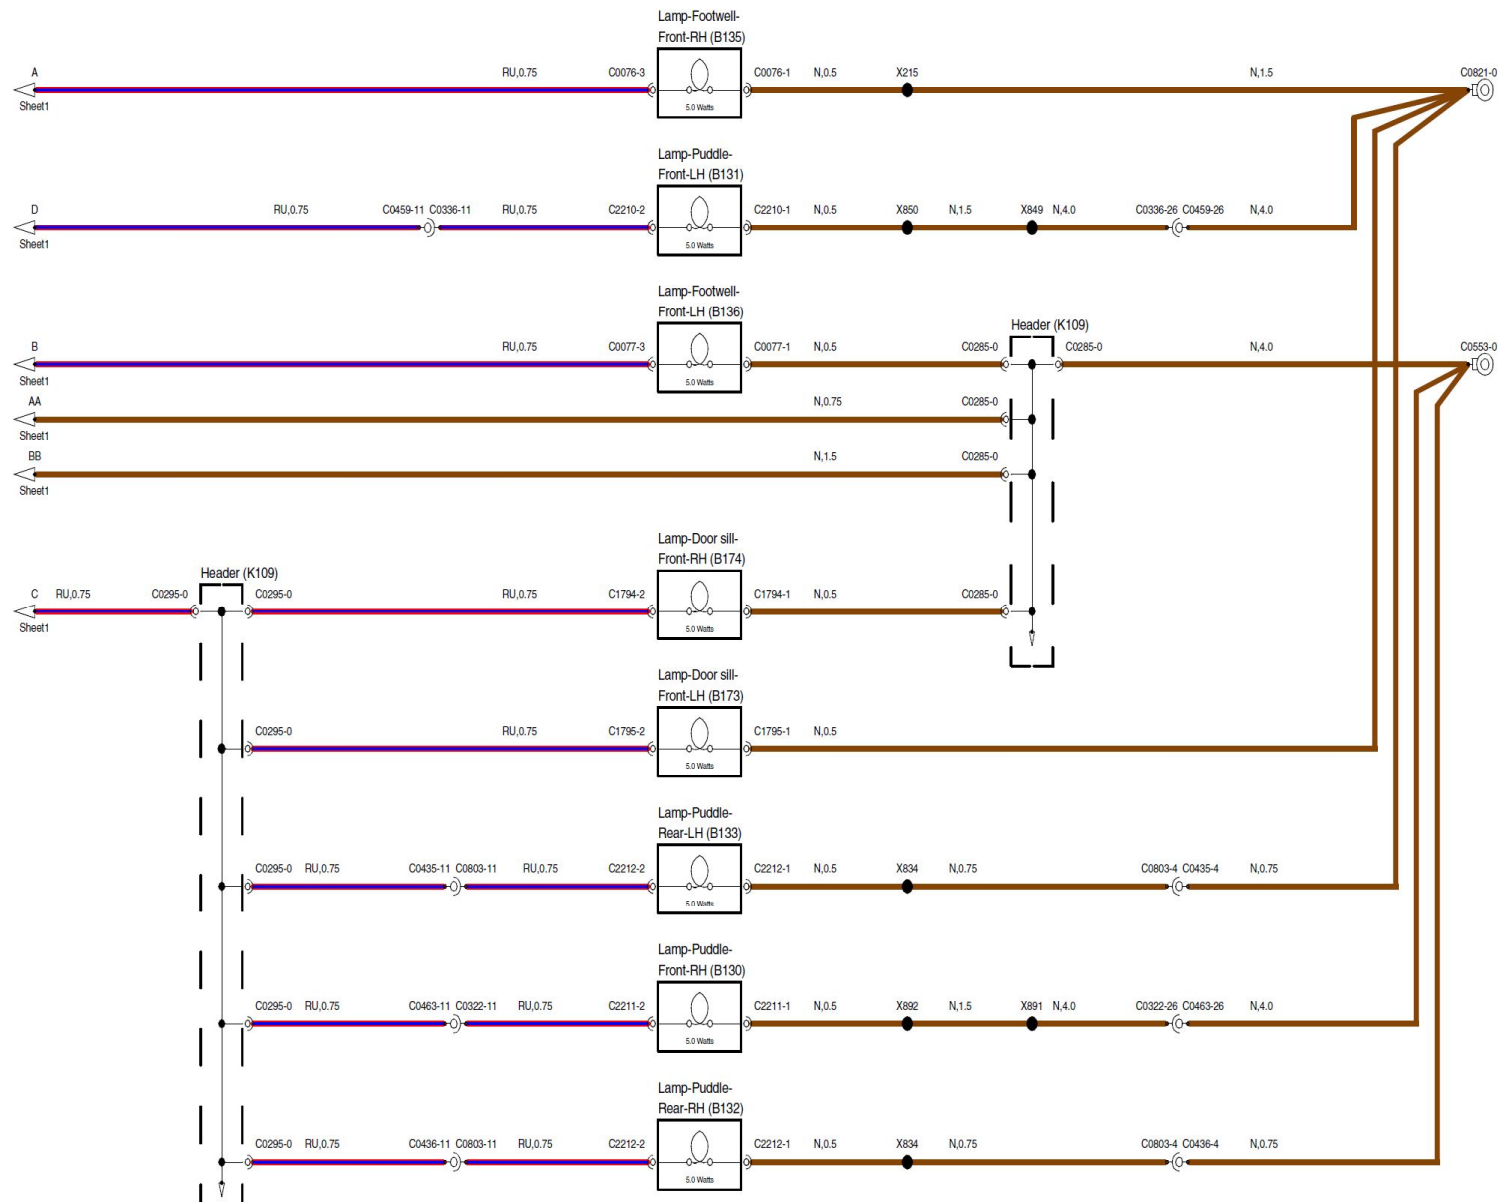 Lamp-Footwell-
Front-RH (B135)
A RU,0.75 C0076-3 C0076-1 N,0.5 X215 N,1.5 C0821-0
Sheet1
5.0 Watts
Lamp-Puddle-
Front-LH (B131)
D RU,0.75 C0459-11 C0336-11 RU,0.75 C2210-2 C2210-1 N,0.5 X850 N,1.5 X849 N,4.0 C0336-26 C0459-26 N,4.0
Sheet1
5.0 Watts
Lamp-Footwell-
Front-LH (B136)
Header (K109)
B RU,0.75 C0077-3 C0077-1 N,0.5 C0285-0 C0285-0 N,4.0 C0553-0
Sheet1
5.0 Watts
AA N,0.75 C0285-0
Sheet1
BB N,1.5 C0285-0
Sheet1
Lamp-Door sill-
Front-RH (B174)
Header (K109)
C RU,0.75 C0295-0 C0295-0 RU,0.75 C1794-2 C1794-1 N,0.5 C0285-0
Sheet1
5.0 Watts
Lamp-Door sill-
Front-LH (B173)
C0295-0 RU,0.75 C1795-2 C1795-1 N,0.5
5.0 Watts
Lamp-Puddle-
Rear-LH (B133)
C0295-0 RU,0.75 C0435-11 C0803-11 RU,0.75 C2212-2 C2212-1 N,0.5 X834 N,0.75 C0803-4 C0435-4 N,0.75
5.0 Watts
Lamp-Puddle-
Front-RH (B130)
C0295-0 RU,0.75 C0463-11 C0322-11 RU,0.75 C2211-2 C2211-1 N,0.5 X892 N,1.5 X891 N,4.0 C0322-26 C0463-26 N,4.0
5.0 Watts
Lamp-Puddle-
Rear-RH (B132)
C0295-0 RU,0.75 C0436-11 C0803-11 RU,0.75 C2212-2 C2212-1 N,0.5 X834 N,0.75 C0803-4 C0436-4 N,0.75
5.0 Watts